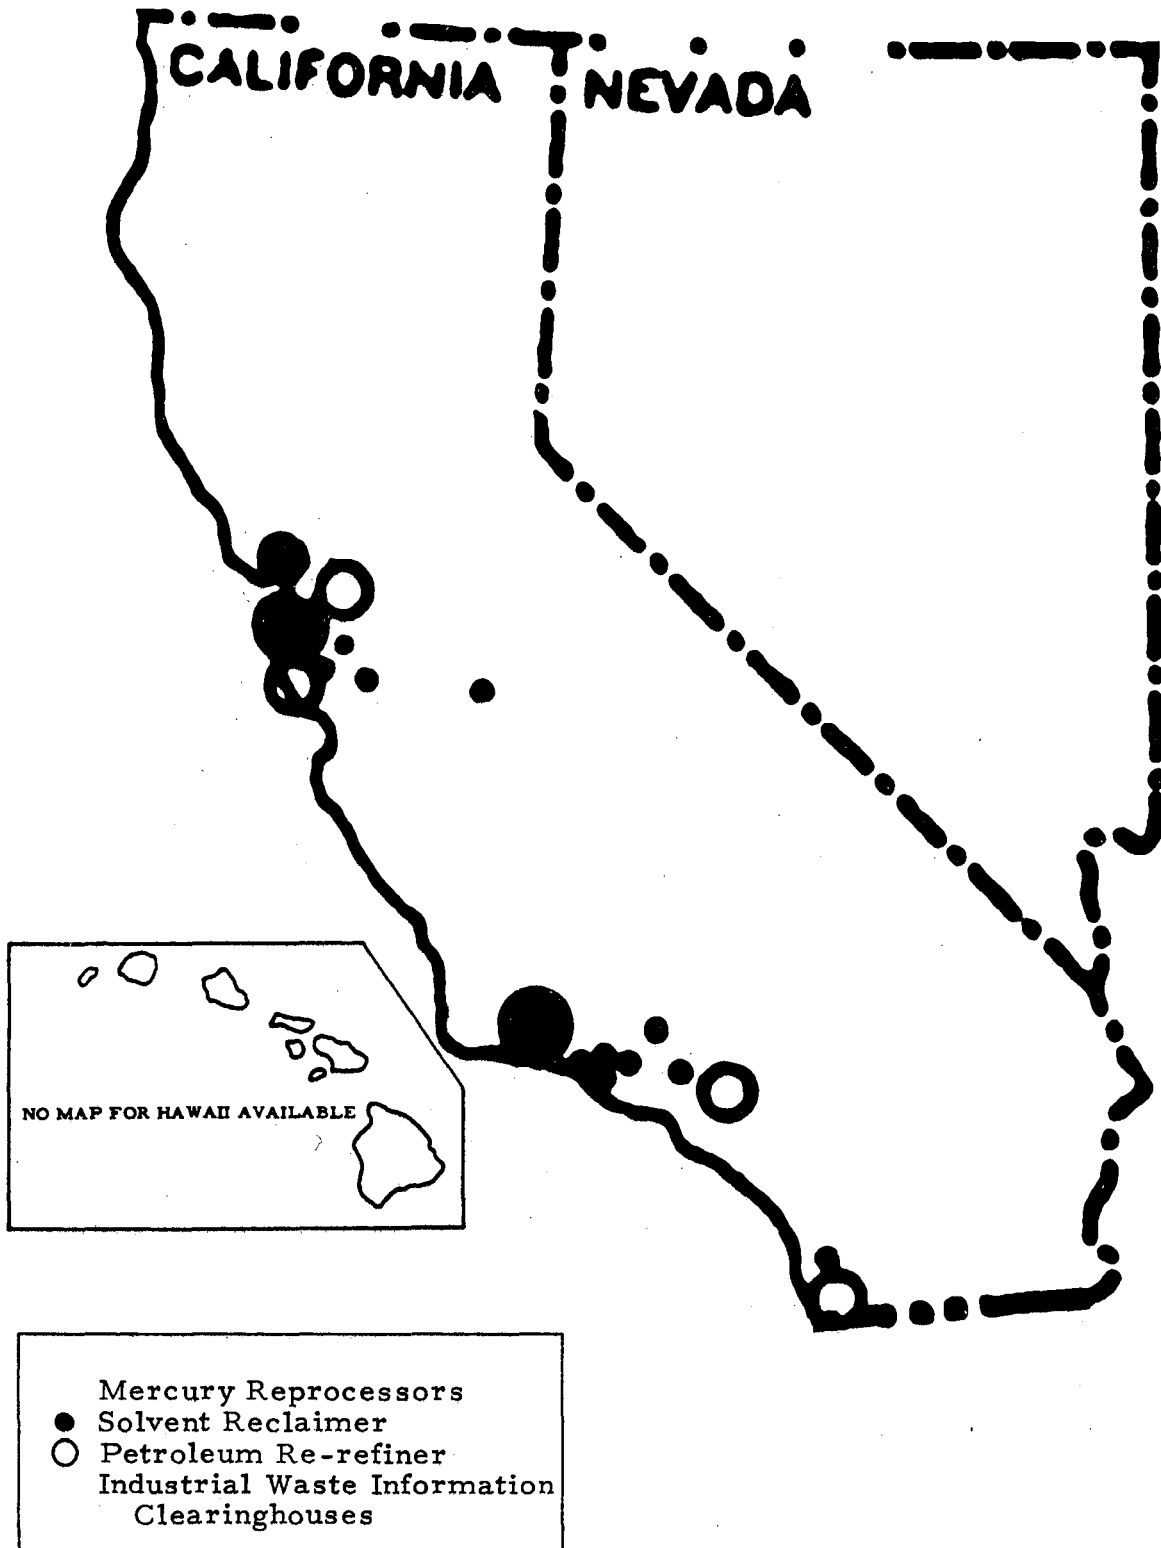 CALIFORNIA NEVADA
NO MAP FOR HAWAII AVAILABLE
Mercury Reprocessors
Solvent Reclaimer
Petroleum Re-refiner
Industrial Waste Information
Clearinghouses